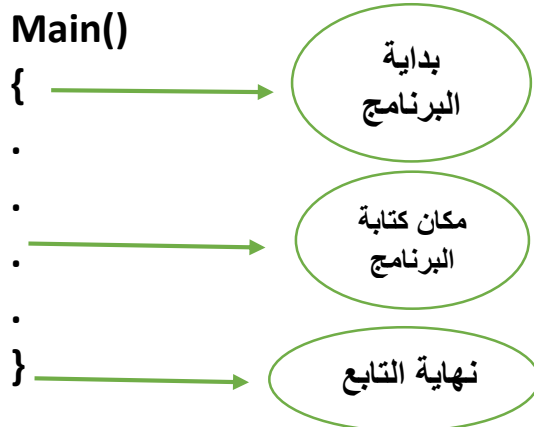 Main()
{
بداية
البرنامج
.
.
مكان كتابة
البرنامج
.
.
}
نهاية التابع